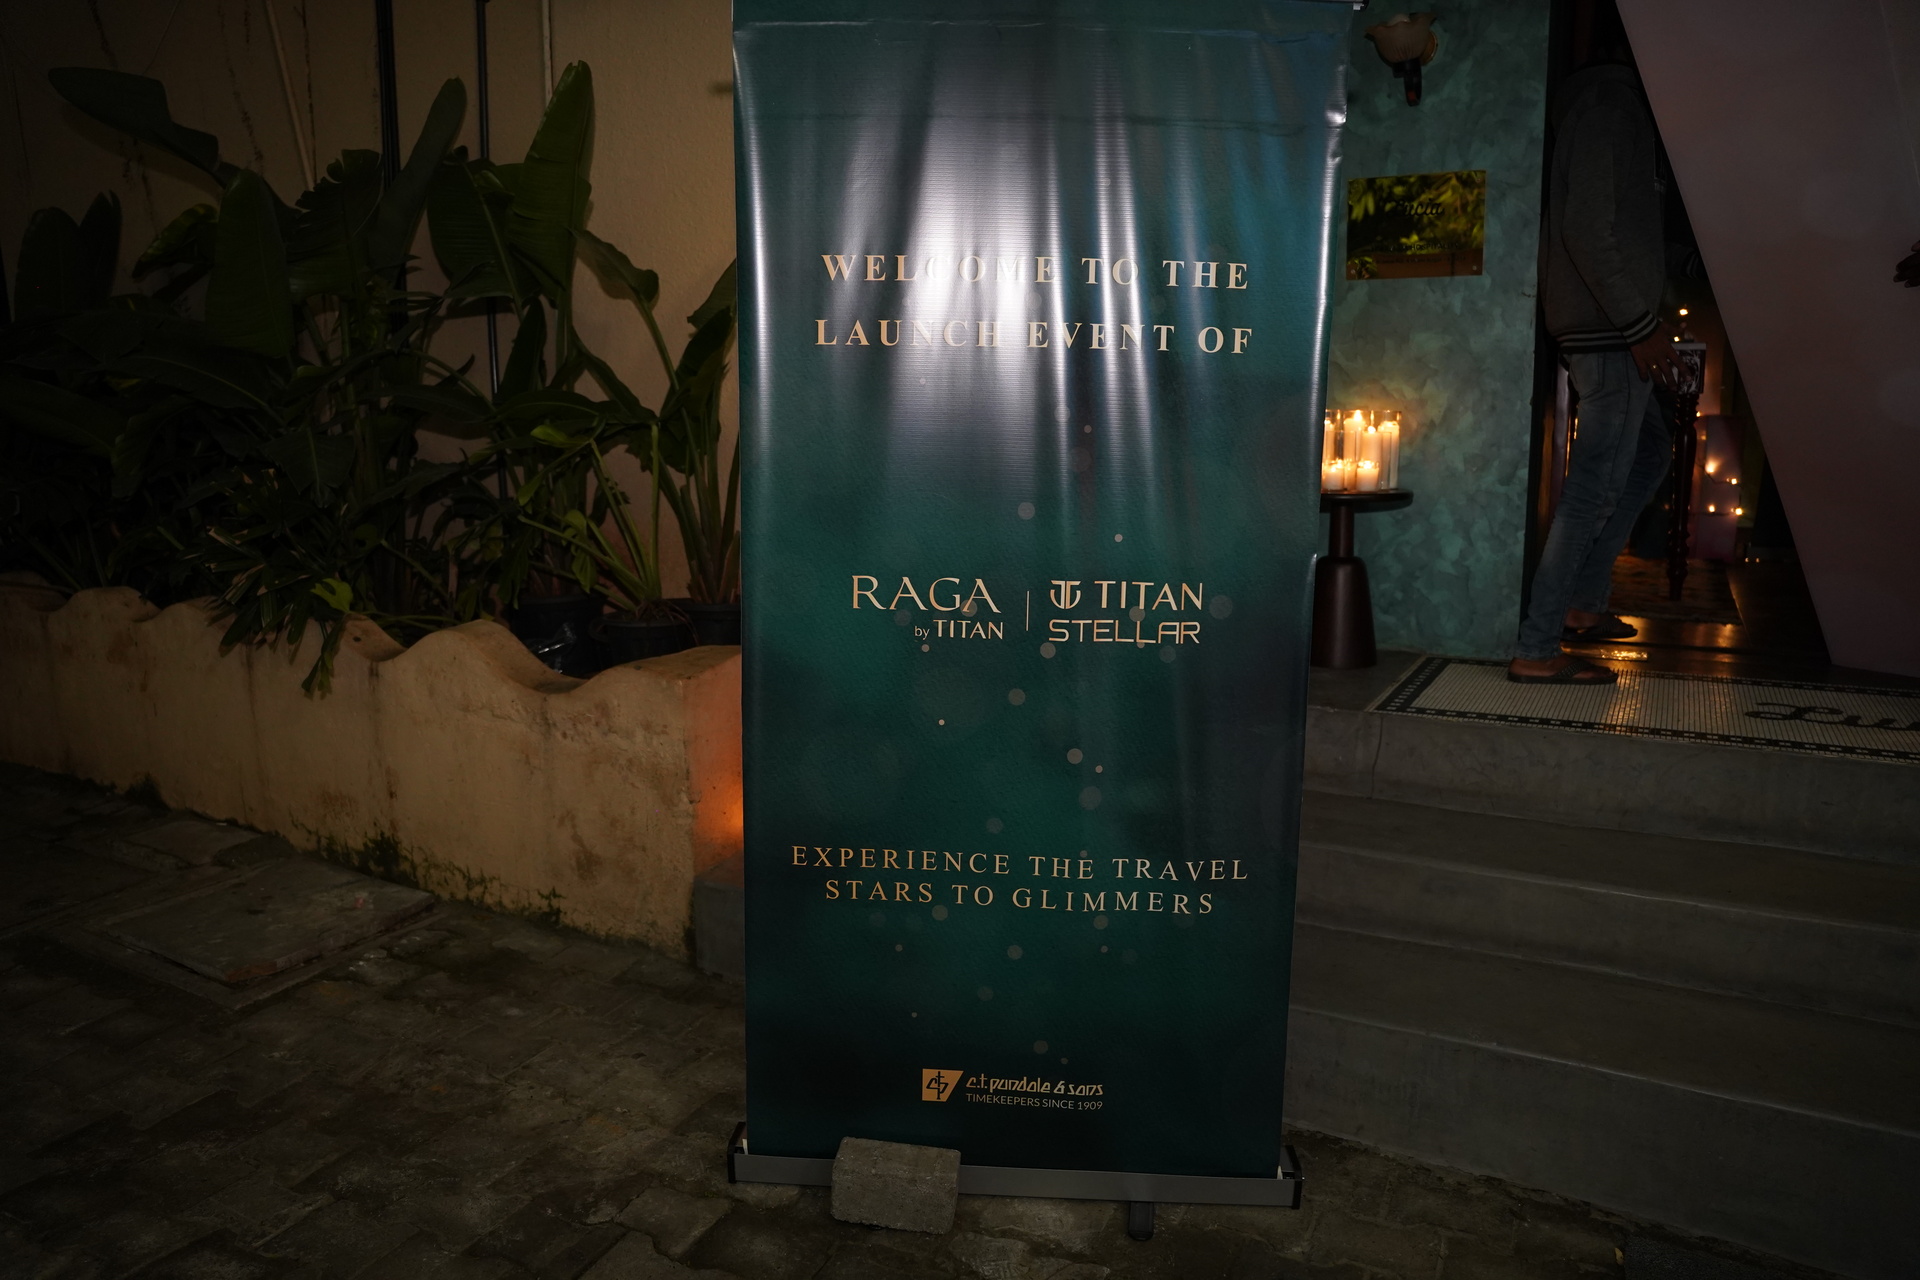 WELCOME TO THE
LAUNCH EVENT OF
RAGA
by TITAN
TITAN
STELLAR
EXPERIENCE THE TRAVEL
STARS TO GLIMMERS
c.t.pundole & sons
TIMEKEEPERS SINCE 1909